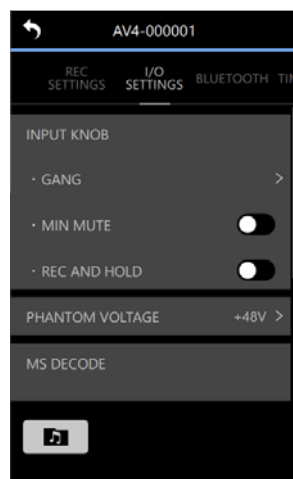 AV4-000001
REC
SETTINGS
I/O
SETTINGS
BLUETOOTH
TI
INPUT KNOB
・GANG >
・MIN MUTE
・REC AND HOLD
PHANTOM VOLTAGE +48V >
MS DECODE